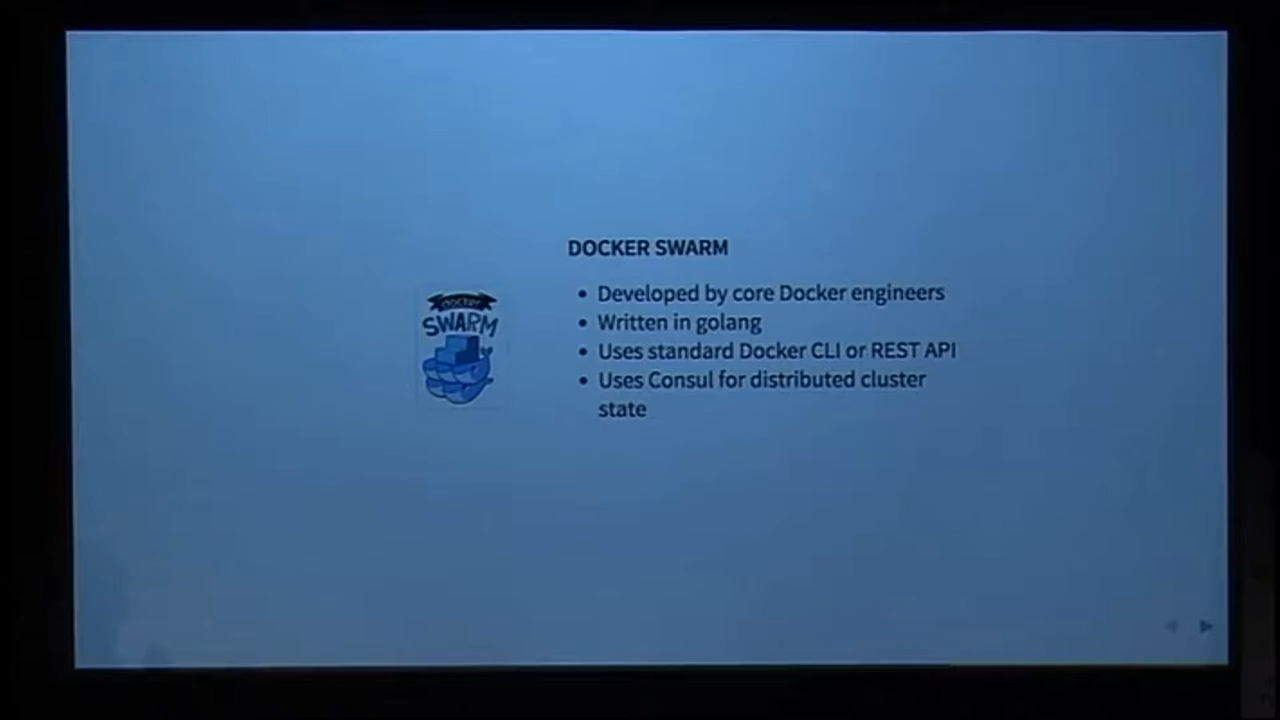 DOCKER SWARM
• Developed by core Docker engineers
docker
SWARM
• Written in golang
• Uses standard Docker CLI or REST API
• Uses Consul for distributed cluster
state